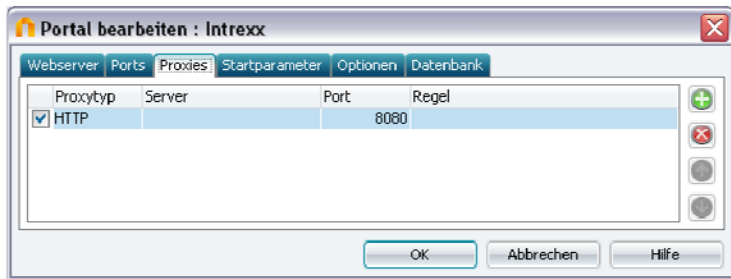 Portal bearbeiten : Intrexx
Webserver Ports Proxies Startparameter Optionen Datenbank
Proxytyp Server Port Regel
HTTP 8080
OK Abbrechen Hilfe